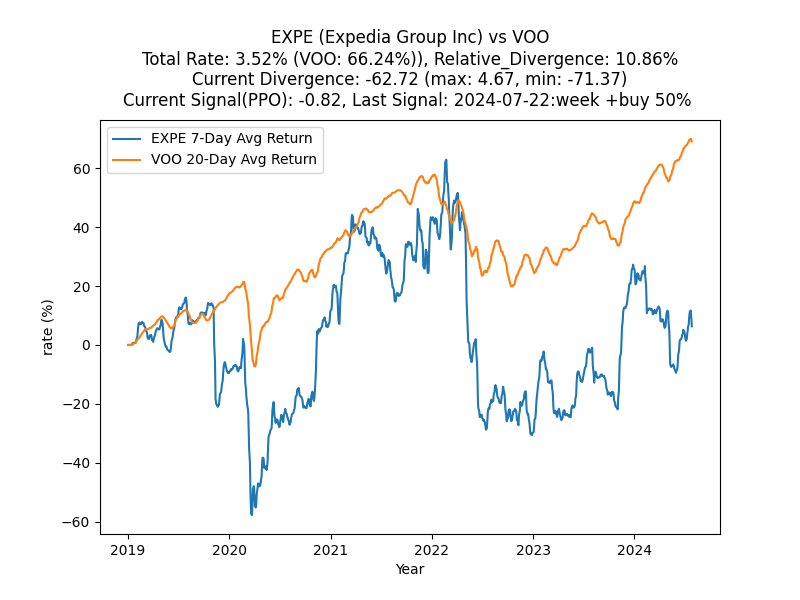 EXPE (Expedia Group Inc) vs VOO
Total Rate: 3.52% (VOO: 66.24%)), Relative_Divergence: 10.86%
Current Divergence: -62.72 (max: 4.67, min: -71.37)
Current Signal(PPO): -0.82, Last Signal: 2024-07-22:week +buy 50%
EXPE 7-Day Avg Return
VOO 20-Day Avg Return
60
40
20
0
−20
−40
−60
rate (%)
2019
2020
2021
2022
2023
2024
Year